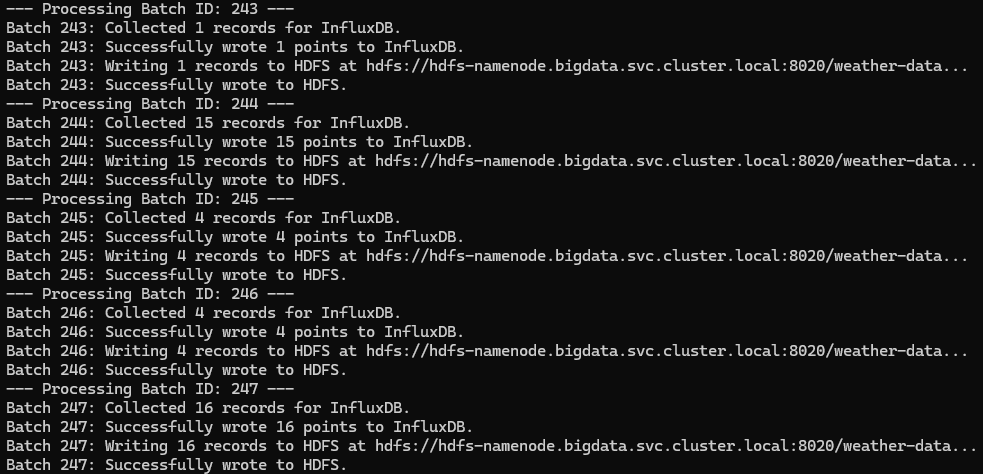 --- Processing Batch ID: 243 ---
Batch 243: Collected 1 records for InfluxDB.
Batch 243: Successfully wrote 1 points to InfluxDB.
Batch 243: Writing 1 records to HDFS at hdfs://hdfs-namenode.bigdata.svc.cluster.local:8020/weather-data...
Batch 243: Successfully wrote to HDFS.
--- Processing Batch ID: 244 ---
Batch 244: Collected 15 records for InfluxDB.
Batch 244: Successfully wrote 15 points to InfluxDB.
Batch 244: Writing 15 records to HDFS at hdfs://hdfs-namenode.bigdata.svc.cluster.local:8020/weather-data...
Batch 244: Successfully wrote to HDFS.
--- Processing Batch ID: 245 ---
Batch 245: Collected 4 records for InfluxDB.
Batch 245: Successfully wrote 4 points to InfluxDB.
Batch 245: Writing 4 records to HDFS at hdfs://hdfs-namenode.bigdata.svc.cluster.local:8020/weather-data...
Batch 245: Successfully wrote to HDFS.
--- Processing Batch ID: 246 ---
Batch 246: Collected 4 records for InfluxDB.
Batch 246: Successfully wrote 4 points to InfluxDB.
Batch 246: Writing 4 records to HDFS at hdfs://hdfs-namenode.bigdata.svc.cluster.local:8020/weather-data...
Batch 246: Successfully wrote to HDFS.
--- Processing Batch ID: 247 ---
Batch 247: Collected 16 records for InfluxDB.
Batch 247: Successfully wrote 16 points to InfluxDB.
Batch 247: Writing 16 records to HDFS at hdfs://hdfs-namenode.bigdata.svc.cluster.local:8020/weather-data...
Batch 247: Successfully wrote to HDFS.